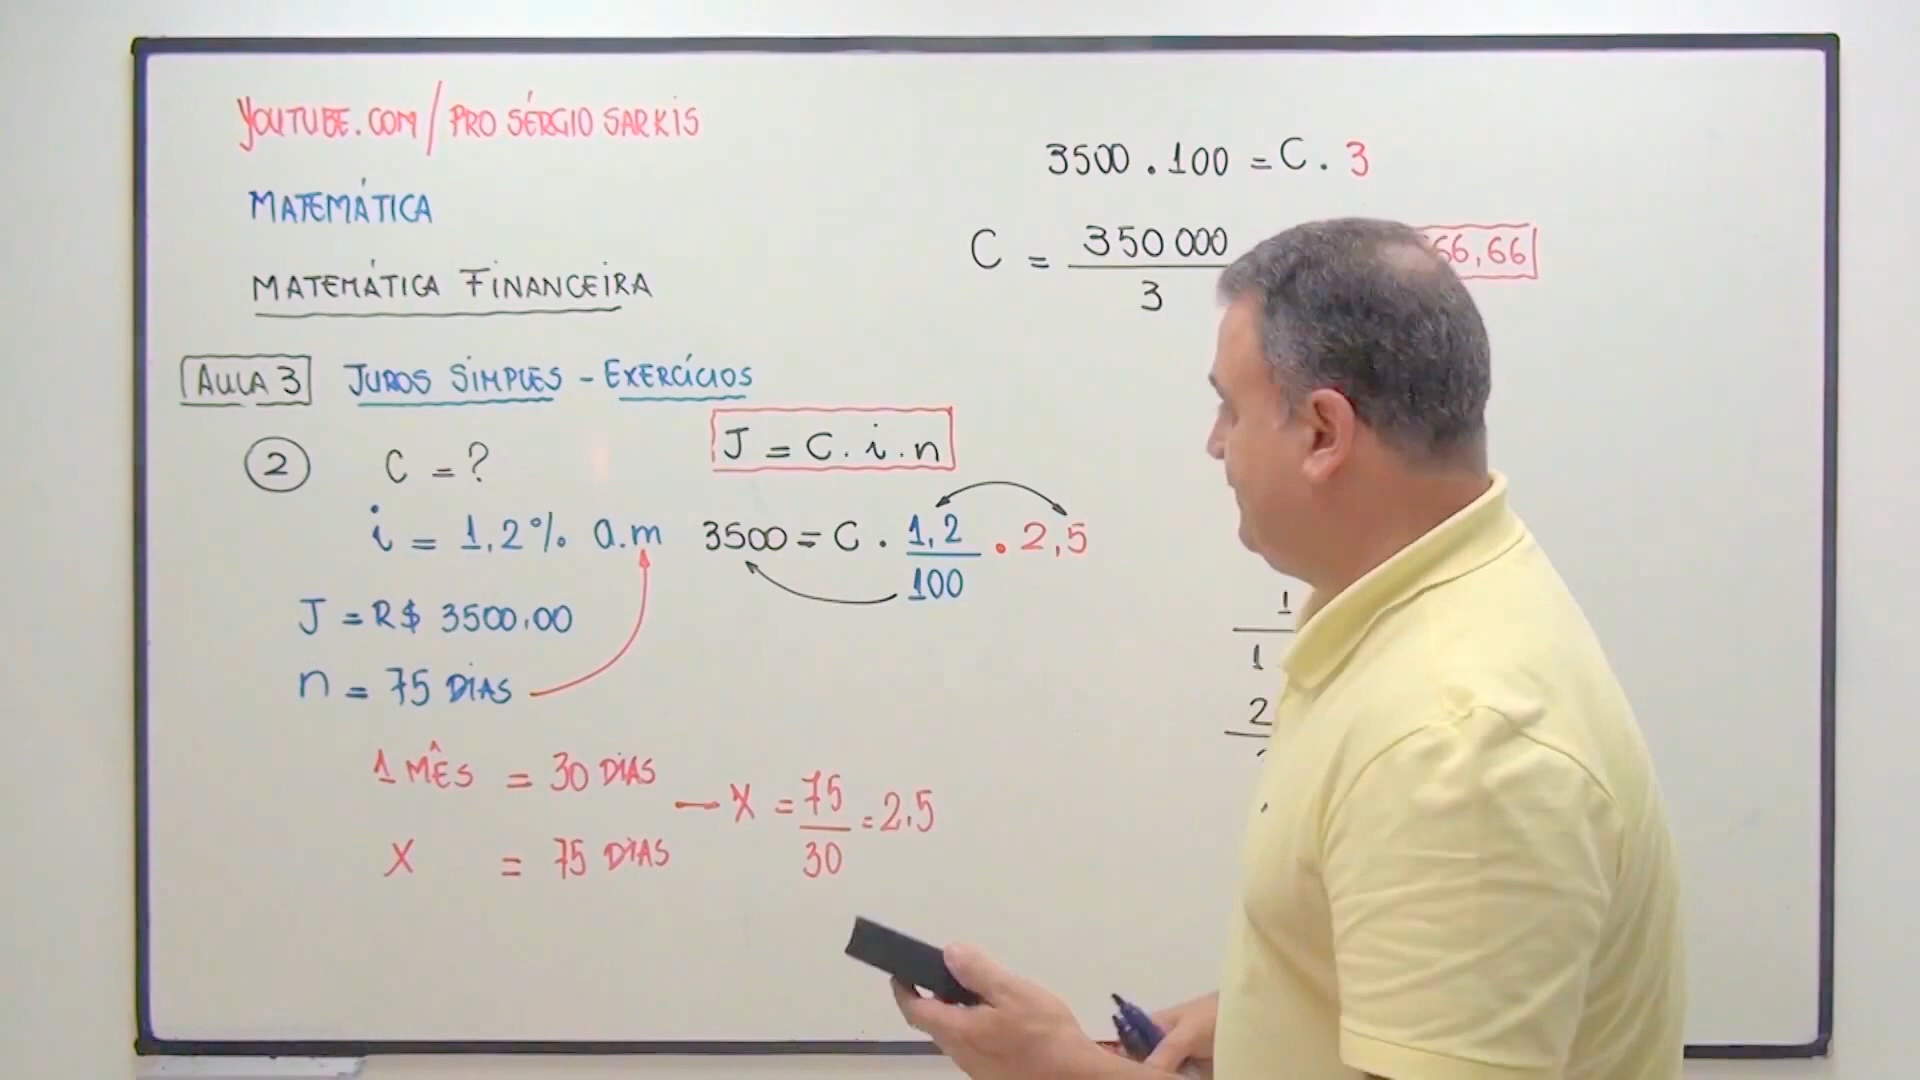 YOUTUBE.COM/PRO SÉRGIO SARKIS
MATEMÁTICA
MATEMÁTICA FINANCEIRA
AULA 3 JUROS SIMPLES - EXERCÍCIOS
2 C = ?
i = 1,2% a.m
J = R$ 3500,00
n = 75 DIAS
1 MÊS = 30 DIAS
X = 75 DIAS
X = 75/30 = 2,5
J = C.i.n
3500 = C . 1,2/100 . 2,5
3500.100 = C.3
C = 350 000/3
66,66
1
1
2